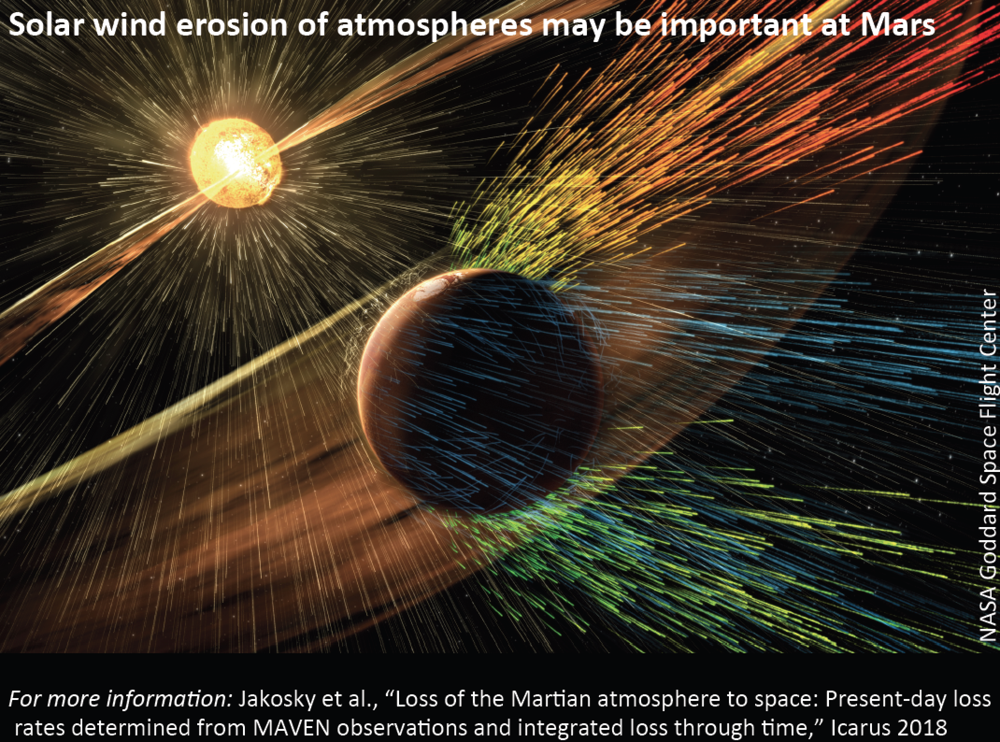 Solar wind erosion of atmospheres may be important at Mars
NASA Goddard Space Flight Center
For more information: Jakosky et al., “Loss of the Martian atmosphere to space: Present-day loss
rates determined from MAVEN observations and integrated loss through time,” Icarus 2018